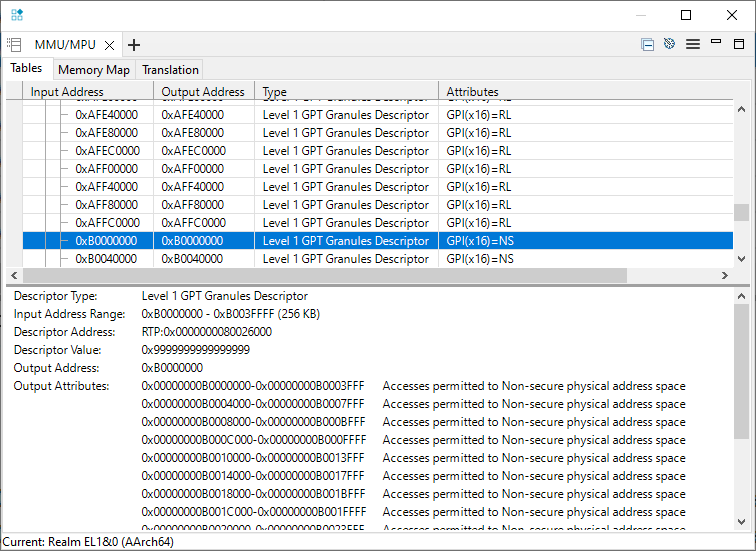 MMU/MPU
Tables Memory Map Translation
Input Address Output Address Type Attributes
0xAFE40000 0xAFE40000 Level 1 GPT Granules Descriptor GPI(x16)=RL
0xAFE80000 0xAFE80000 Level 1 GPT Granules Descriptor GPI(x16)=RL
0xAFEC0000 0xAFEC0000 Level 1 GPT Granules Descriptor GPI(x16)=RL
0xAFF00000 0xAFF00000 Level 1 GPT Granules Descriptor GPI(x16)=RL
0xAFF40000 0xAFF40000 Level 1 GPT Granules Descriptor GPI(x16)=RL
0xAFF80000 0xAFF80000 Level 1 GPT Granules Descriptor GPI(x16)=RL
0xAFFC0000 0xAFFC0000 Level 1 GPT Granules Descriptor GPI(x16)=RL
0xB0000000 0xB0000000 Level 1 GPT Granules Descriptor GPI(x16)=NS
0xB0040000 0xB0040000 Level 1 GPT Granules Descriptor GPI(x16)=NS
Descriptor Type: Level 1 GPT Granules Descriptor
Input Address Range: 0xB0000000 - 0xB003FFFF (256 KB)
Descriptor Address: RTP:0x0000000080026000
Descriptor Value: 0x9999999999999999
Output Address: 0xB0000000
Output Attributes: 0x00000000B0000000-0x00000000B0003FFF Accesses permitted to Non-secure physical address space
0x00000000B0004000-0x00000000B0007FFF Accesses permitted to Non-secure physical address space
0x00000000B0008000-0x00000000B000BFFF Accesses permitted to Non-secure physical address space
0x00000000B000C000-0x00000000B000FFFF Accesses permitted to Non-secure physical address space
0x00000000B0010000-0x00000000B0013FFF Accesses permitted to Non-secure physical address space
0x00000000B0014000-0x00000000B0017FFF Accesses permitted to Non-secure physical address space
0x00000000B0018000-0x00000000B001BFFF Accesses permitted to Non-secure physical address space
0x00000000B001C000-0x00000000B001FFFF Accesses permitted to Non-secure physical address space
0x00000000B0020000-0x00000000B0023FFF Accesses permitted to Non-secure physical address space
Current: Realm EL1&0 (AArch64)